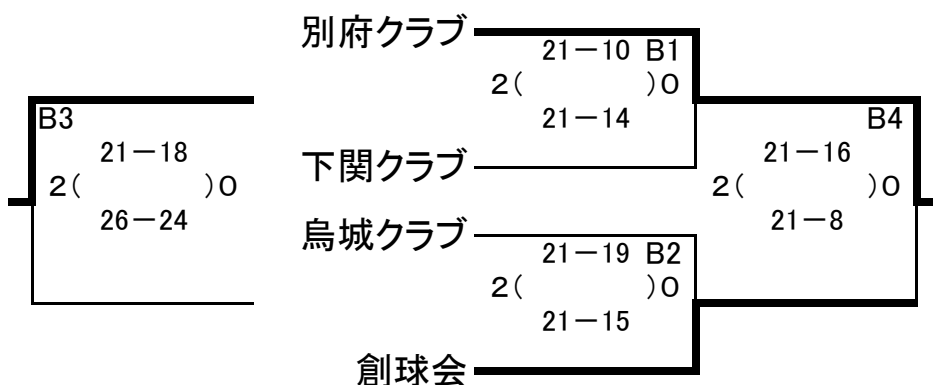 別府クラブ
21－10 B1
2( )0
21－14
B3
21－18
2( )0
26－24
下関クラブ
B4
21－16
2( )0
21－8
烏城クラブ
21－19 B2
2( )0
21－15
創球会